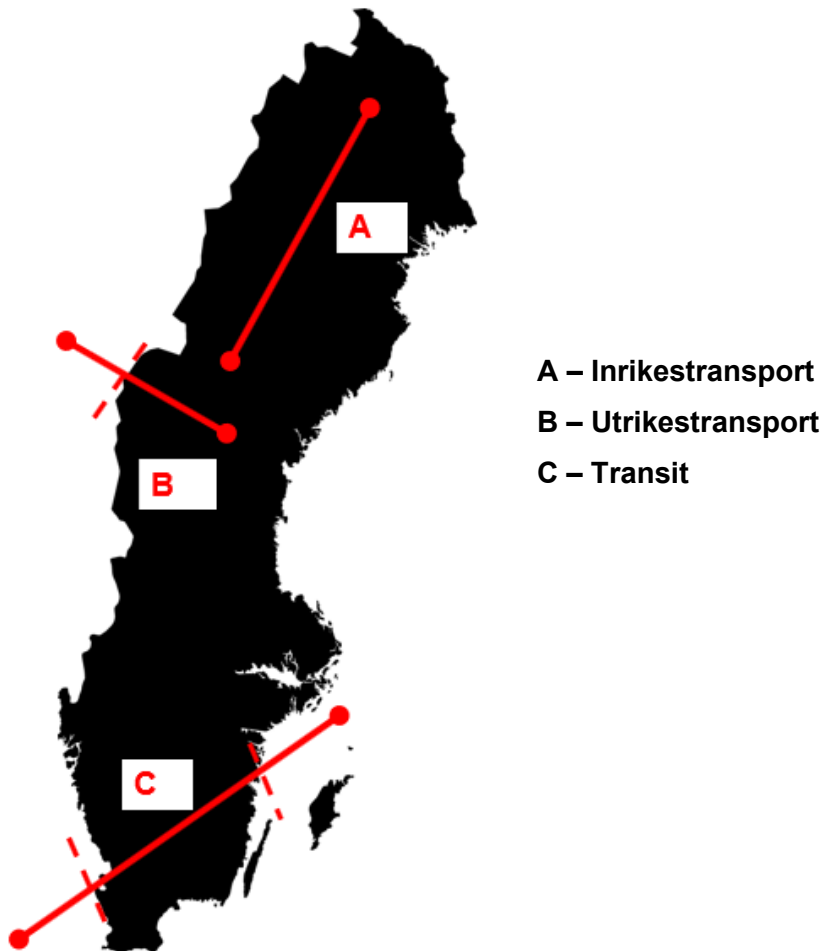 A
A – Inrikestransport
B – Utrikestransport
B
C – Transit
C